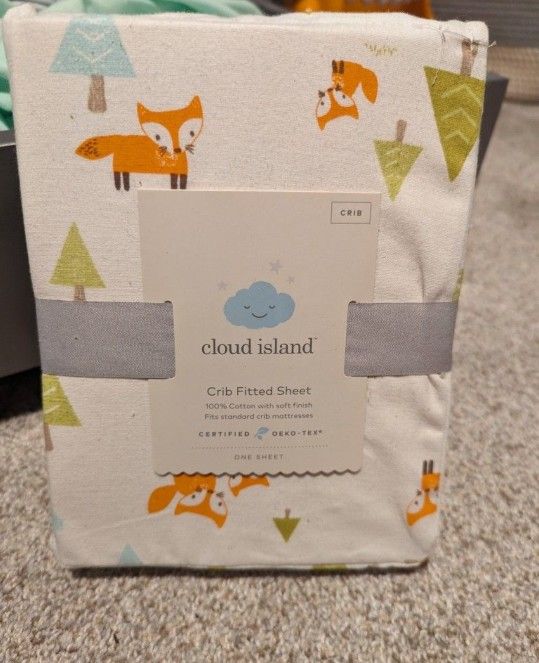 CRIB
cloud island™
Crib Fitted Sheet
100% Cotton with soft finish
Fits standard crib mattresses
CERTIFIED OEKO-TEX®
ONE SHEET